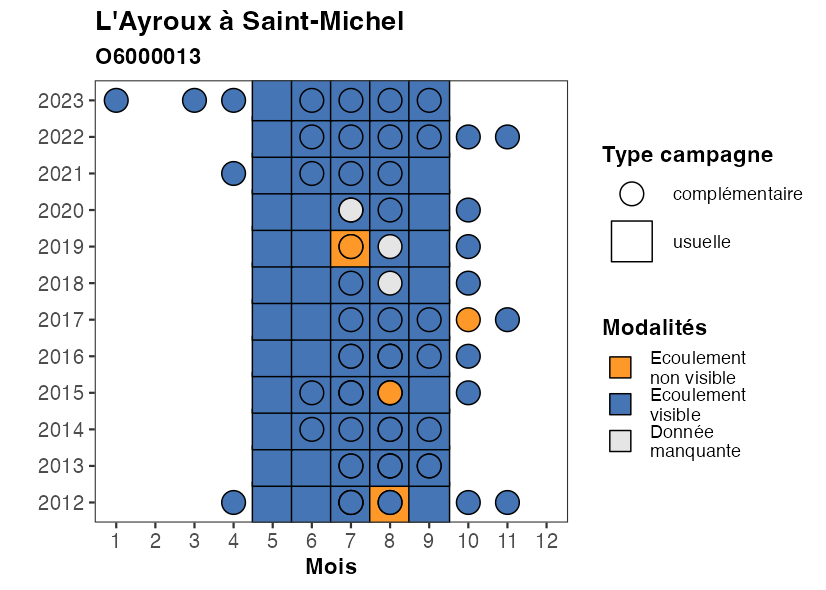 L'Ayroux à Saint-Michel
O6000013
2023
2022
2021
2020
2019
2018
2017
2016
2015
2014
2013
2012
1 2 3 4 5 6 7 8 9 10 11 12
Mois
Type campagne
complémentaire
usuelle
Modalités
Ecoulement
non visible
Ecoulement
visible
Donnée
manquante